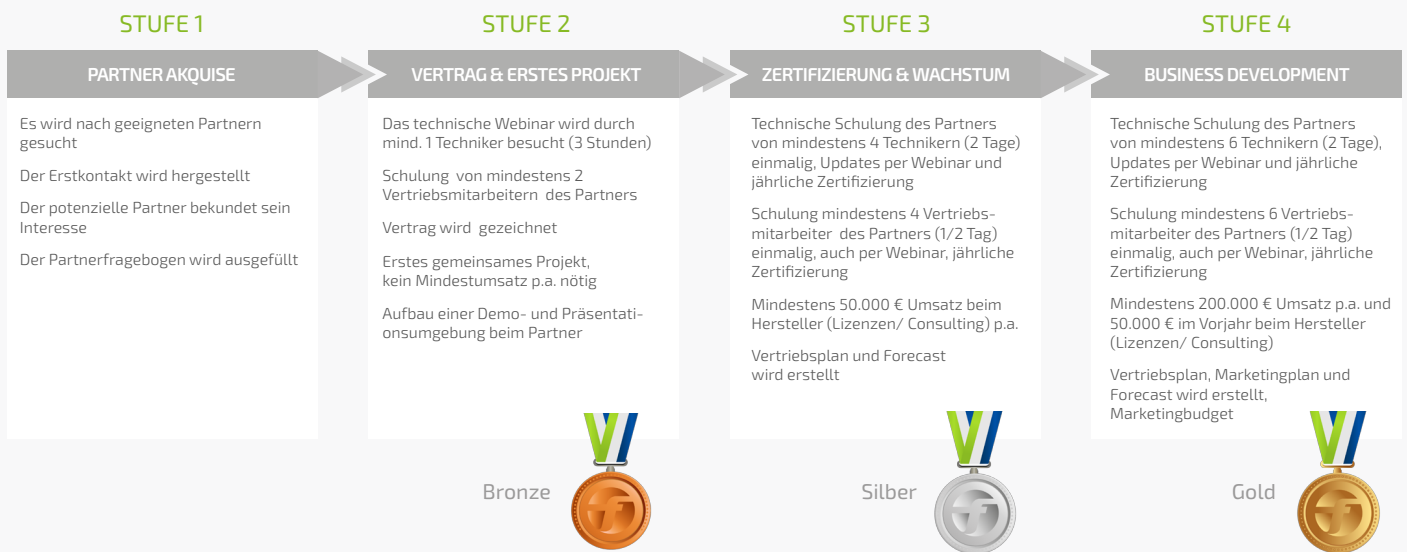 STUFE 1
PARTNER AKQUISE
Es wird nach geeigneten Partnern
gesucht
Der Erstkontakt wird hergestellt
Der potenzielle Partner bekundet sein
Interesse
Der Partnerfragebogen wird ausgefüllt
STUFE 2
VERTRAG & ERSTES PROJEKT
Das technische Webinar wird durch
mind. 1 Techniker besucht (3 Stunden)
Schulung von mindestens 2
Vertriebsmitarbeitern des Partners
Vertrag wird gezeichnet
Erstes gemeinsames Projekt,
kein Mindestumsatz p.a. nötig
Aufbau einer Demo- und Präsentati-
onsumgebung beim Partner
Bronze
STUFE 3
ZERTIFIZIERUNG & WACHSTUM
Technische Schulung des Partners
von mindestens 4 Technikern (2 Tage)
einmalig, Updates per Webinar und
jährliche Zertifizierung
Schulung mindestens 4 Vertriebs-
mitarbeiter des Partners (1/2 Tag)
einmalig, auch per Webinar, jährliche
Zertifizierung
Mindestens 50.000 € Umsatz beim
Hersteller (Lizenzen/ Consulting) p.a.
Vertriebsplan und Forecast
wird erstellt
Silber
STUFE 4
BUSINESS DEVELOPMENT
Technische Schulung des Partners
von mindestens 6 Technikern (2 Tage),
Updates per Webinar und jährliche
Zertifizierung
Schulung mindestens 6 Vertriebs-
mitarbeiter des Partners (1/2 Tag)
einmalig, auch per Webinar, jährliche
Zertifizierung
Mindestens 200.000 € Umsatz p.a. und
50.000 € im Vorjahr beim Hersteller
(Lizenzen/ Consulting)
Vertriebsplan, Marketingplan und
Forecast wird erstellt,
Marketingbudget
Gold